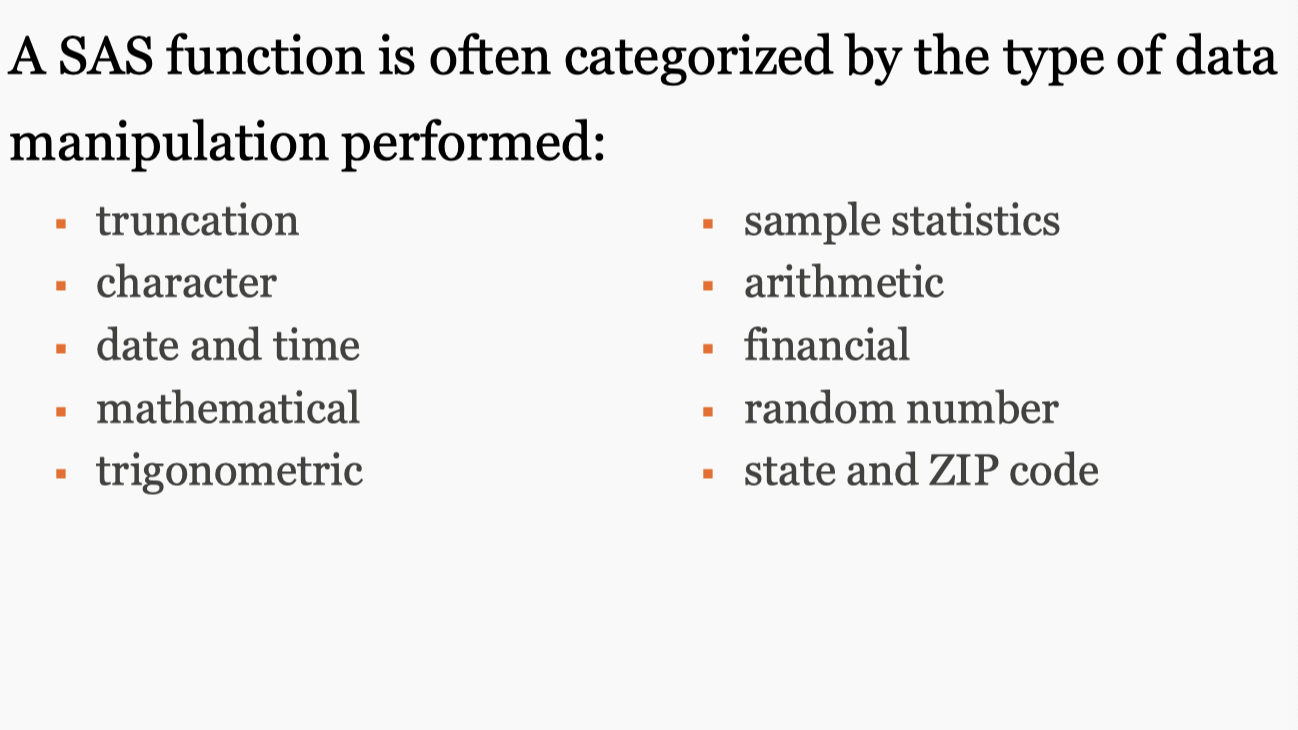 A SAS function is often categorized by the type of data
manipulation performed:
▪ truncation
▪ character
▪ date and time
▪ mathematical
▪ trigonometric
▪ sample statistics
▪ arithmetic
▪ financial
▪ random number
▪ state and ZIP code